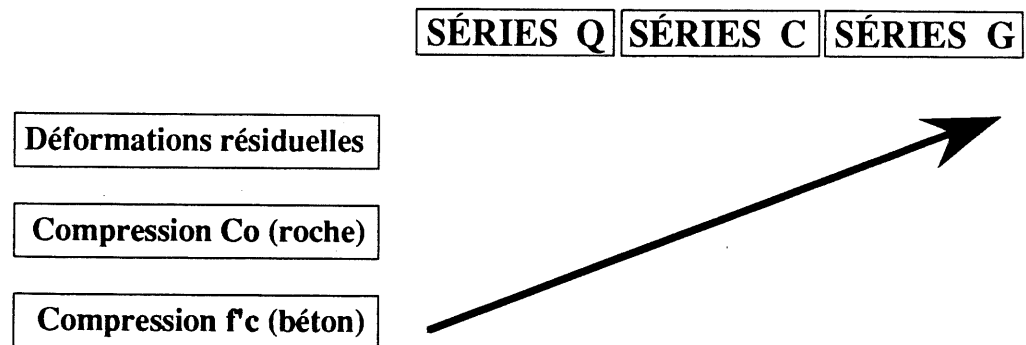 SÉRIES Q SÉRIES C SÉRIES G
Déformations résiduelles
Compression Co (roche)
Compression f'c (béton)